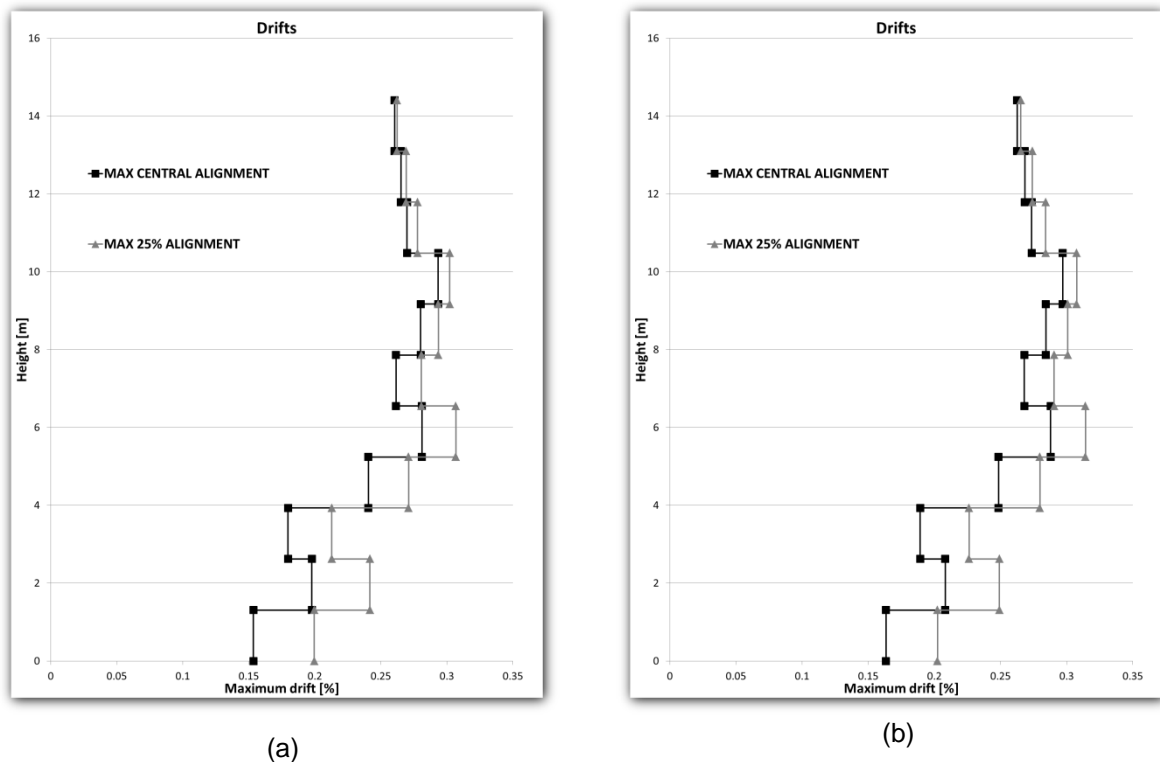 Drifts
16
14
12
10
8
6
4
2
0
Height [m]
MAX CENTRAL ALIGNMENT
MAX 25% ALIGNMENT
0 0.05 0.1 0.15 0.2 0.25 0.3 0.35
Maximum drift [%]
(a)
Drifts
16
14
12
10
8
6
4
2
0
Height [m]
MAX CENTRAL ALIGNMENT
MAX 25% ALIGNMENT
0 0.05 0.1 0.15 0.2 0.25 0.3 0.35
Maximum drift [%]
(b)